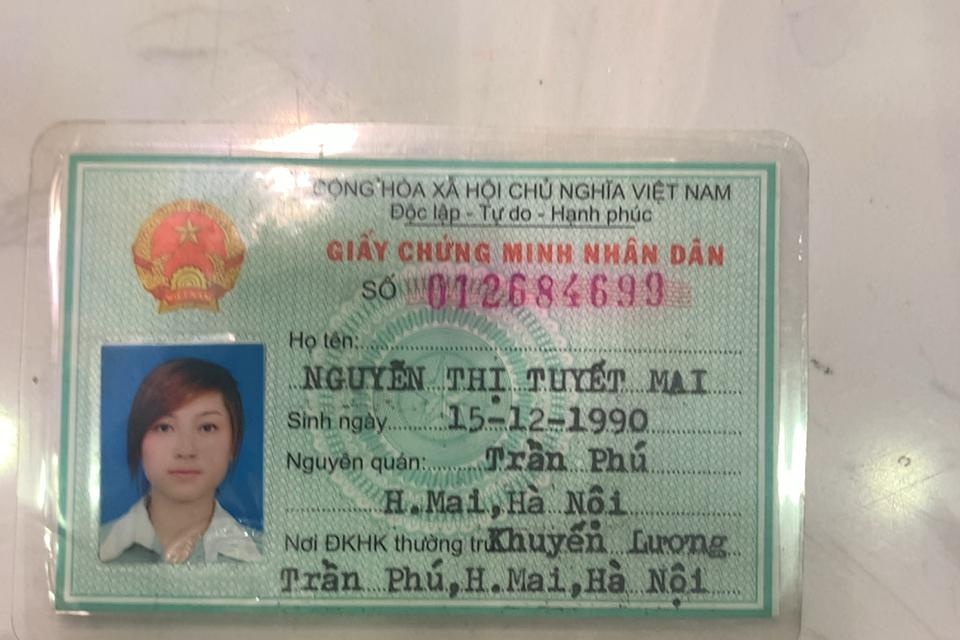 CỘNG HÒA XÃ HỘI CHỦ NGHĨA VIỆT NAM
Độc lập - Tự do - Hạnh phúc
GIẤY CHỨNG MINH NHÂN DÂN
SỐ 012684699
Họ tên:
NGUYỄN THỊ TUYẾT MAI
Sinh ngày 15-12-1990
Nguyên quán: Trần Phú
H.Mai,Hà Nội
Nơi ĐKHK thường trú Khuyến Lương
Trần Phú,H.Mai,Hà Nội
VIỆT NAM